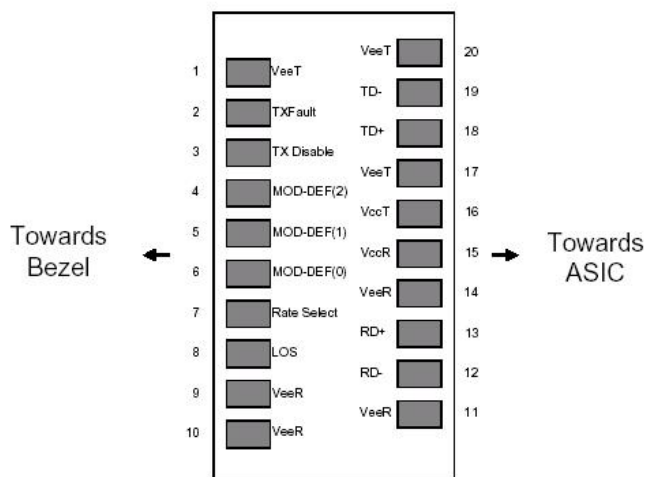 VeeT 20
1 VeeT
TD- 19
2 TXFault
TD+ 18
3 TX Disable
VeeT 17
4 MOD-DEF(2)
VccT 16
5 MOD-DEF(1)
Towards
Bezel
VccR 15
Towards
ASIC
6 MOD-DEF(0)
VeeR 14
7 Rate Select
RD+ 13
8 LOS
RD- 12
9 VeeR
VeeR 11
10 VeeR